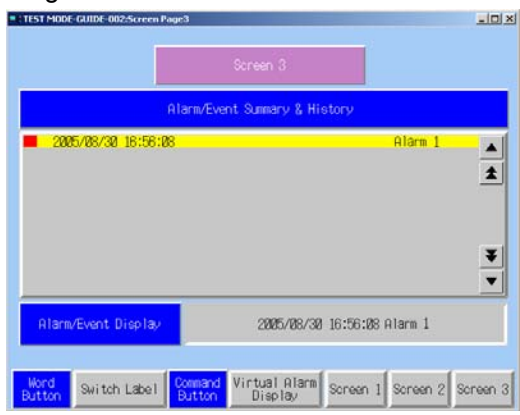 : TEST MODE-GUIDE-002:Screen Page3
Screen 3
Alarm/Event Summary & History
2005/08/30 16:56:08 Alarm 1
Alarm/Event Display
2005/08/30 16:56:08 Alarm 1
Word
Button
Switch Label
Command
Button
Virtual Alarm
Display
Screen 1
Screen 2
Screen 3